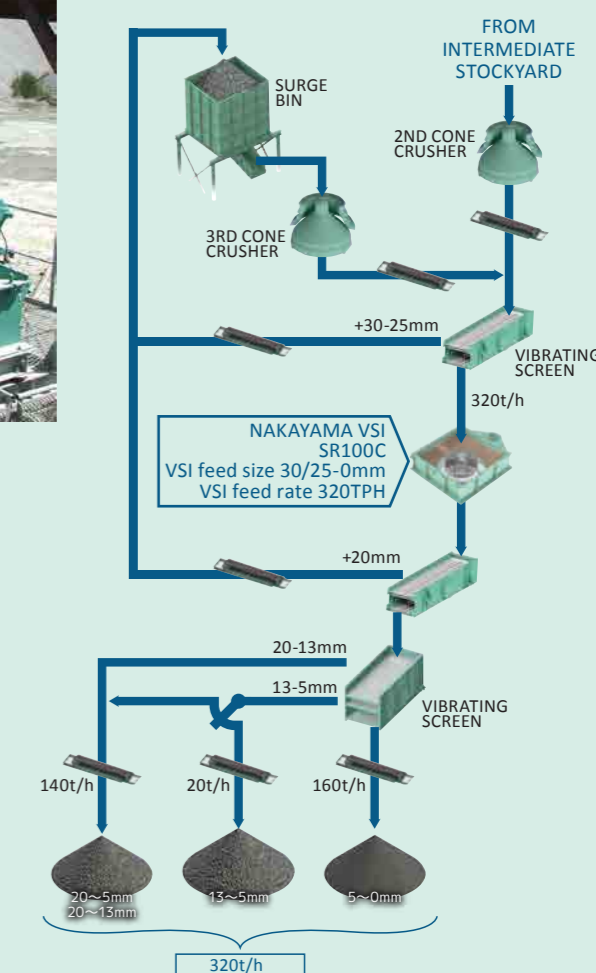 FROM
INTERMEDIATE
STOCKYARD
SURGE
BIN
2ND CONE
CRUSHER
3RD CONE
CRUSHER
+30-25mm
VIBRATING
SCREEN
320t/h
NAKAYAMA VSI
SR100C
VSI feed size 30/25-0mm
VSI feed rate 320TPH
+20mm
20-13mm
13-5mm
VIBRATING
SCREEN
140t/h
20t/h
160t/h
20〜5mm
20〜13mm
13〜5mm
5〜0mm
320t/h